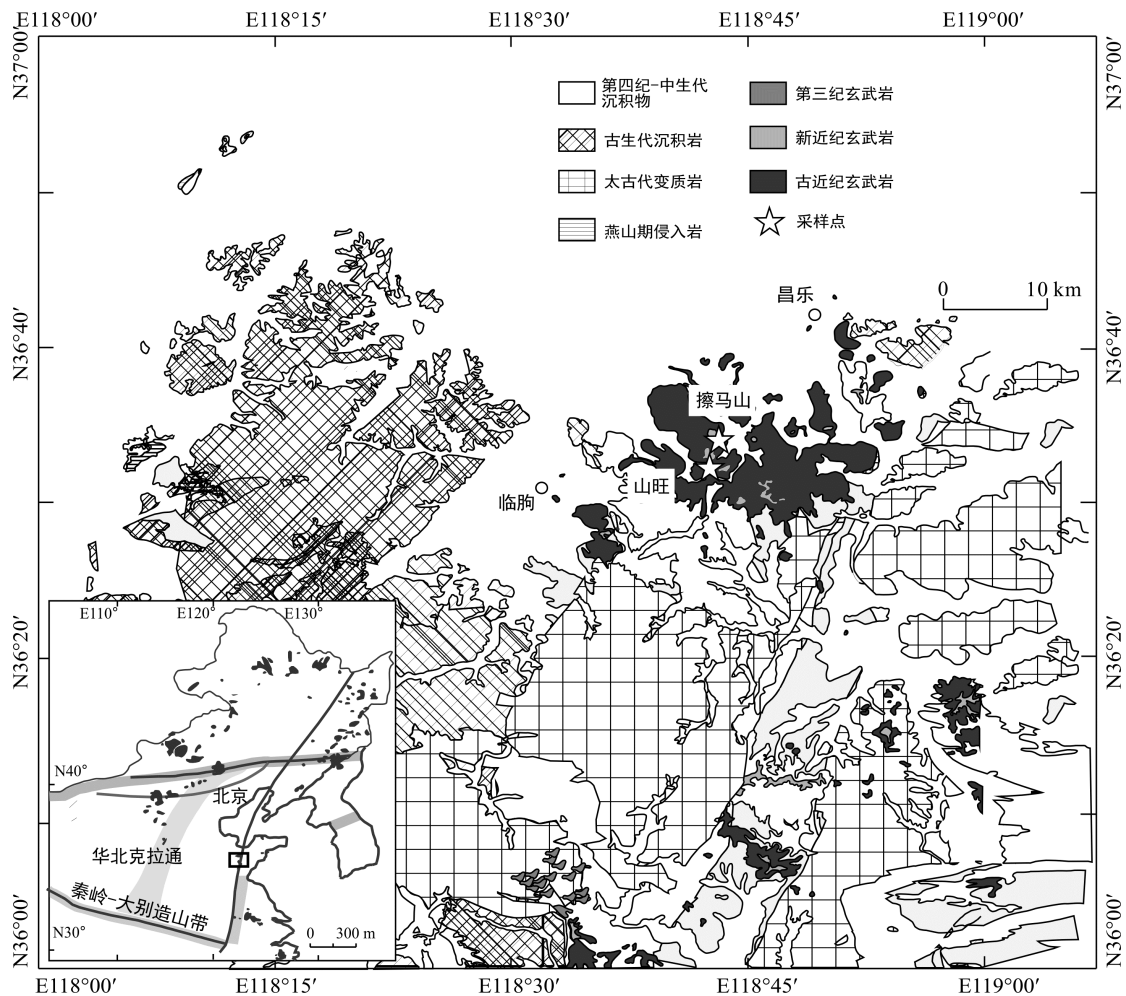 E118°00′
E118°15′
E118°30′
E118°45′
E119°00′
N37°00′
N37°00′
第四纪-中生代
沉积物
第三纪玄武岩
古生代沉积岩
新近纪玄武岩
太古代变质岩
古近纪玄武岩
燕山期侵入岩
采样点
昌乐
0
10 km
N36°40′
N36°40′
擦马山
山旺
临朐
E110°
E120°
E130°
N36°20′
N36°20′
N40°
北京
华北克拉通
秦岭-大别造山带
N30°
0
300 m
N36°00′
N36°00′
E118°00′
E118°15′
E118°30′
E118°45′
E119°00′